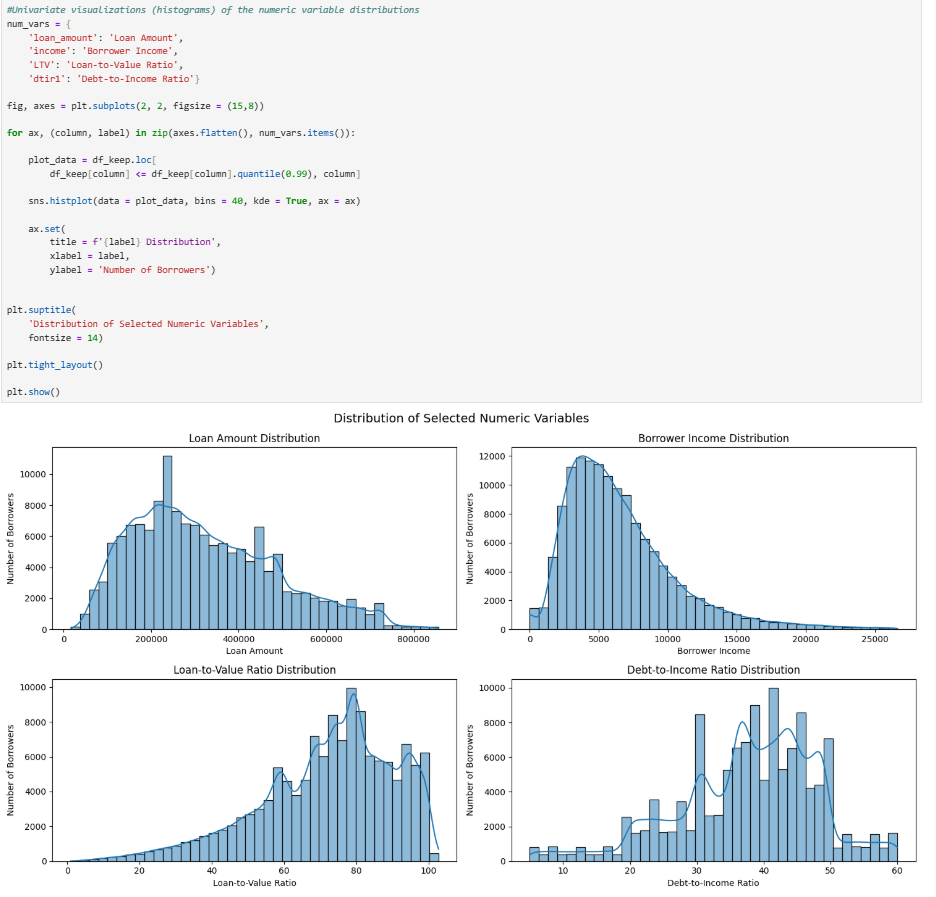 #Univariate visualizations (histograms) of the numeric variable distributions
num_vars = {
    'loan_amount': 'Loan Amount',
    'income': 'Borrower Income',
    'LTV': 'Loan-to-Value Ratio',
    'dtir1': 'Debt-to-Income Ratio'}
fig, axes = plt.subplots(2, 2, figsize = (15,8))
for ax, (column, label) in zip(axes.flatten(), num_vars.items()):
    plot_data = df_keep.loc[
        df_keep[column] <= df_keep[column].quantile(0.99), column]
    sns.histplot(data = plot_data, bins = 40, kde = True, ax = ax)
    ax.set(
        title = f'{label} Distribution',
        xlabel = label,
        ylabel = 'Number of Borrowers')
plt.suptitle(
    'Distribution of Selected Numeric Variables',
    fontsize = 14)
plt.tight_layout()
plt.show()
Distribution of Selected Numeric Variables
Loan Amount Distribution
Number of Borrowers
10000
8000
6000
4000
2000
0
0 200000 400000 600000 800000
Loan Amount
Borrower Income Distribution
Number of Borrowers
12000
10000
8000
6000
4000
2000
0
0 5000 10000 15000 20000 25000
Borrower Income
Loan-to-Value Ratio Distribution
Number of Borrowers
10000
8000
6000
4000
2000
0
0 20 40 60 80 100
Loan-to-Value Ratio
Debt-to-Income Ratio Distribution
Number of Borrowers
10000
8000
6000
4000
2000
0
10 20 30 40 50 60
Debt-to-Income Ratio